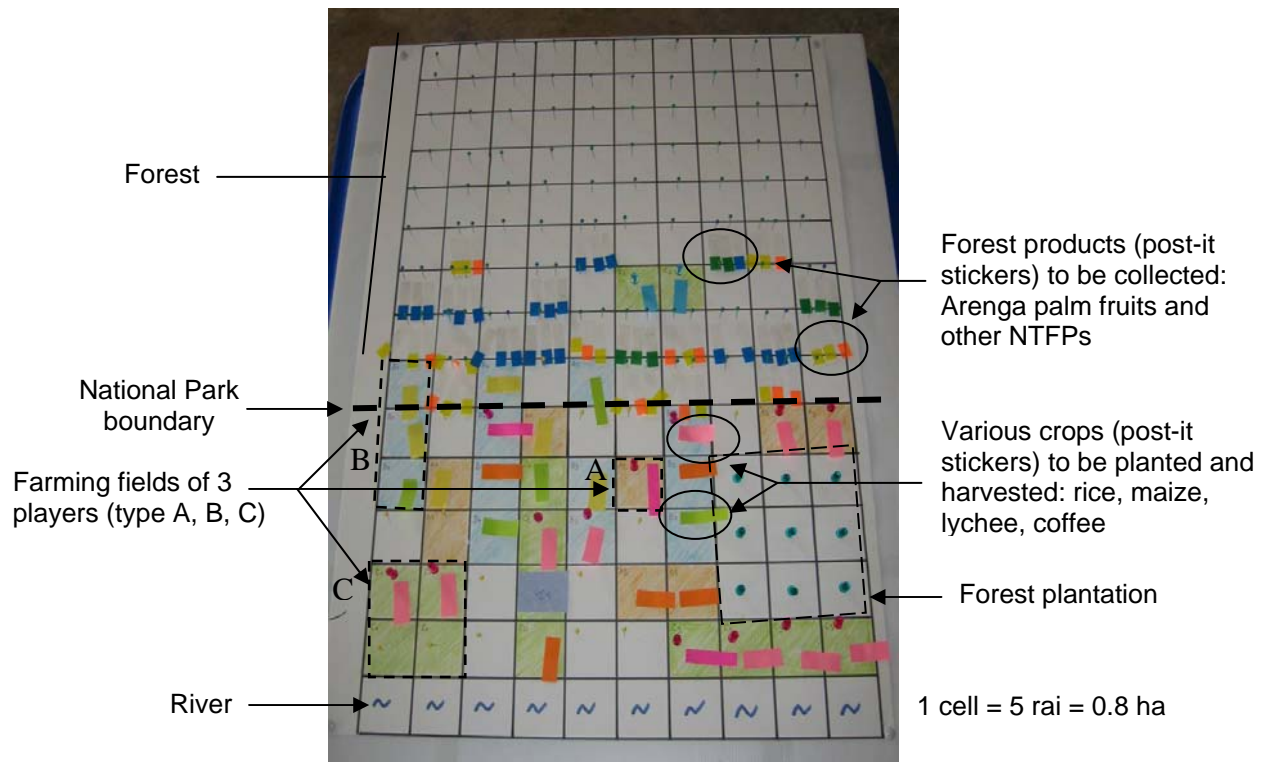 Forest
Forest products (post-it
stickers) to be collected:
Arenga palm fruits and
other NTFPs
National Park
boundary
Various crops (post-it
stickers) to be planted and
harvested: rice, maize,
lychee, coffee
B
A
Farming fields of 3
players (type A, B, C)
C
Forest plantation
River
1 cell = 5 rai = 0.8 ha